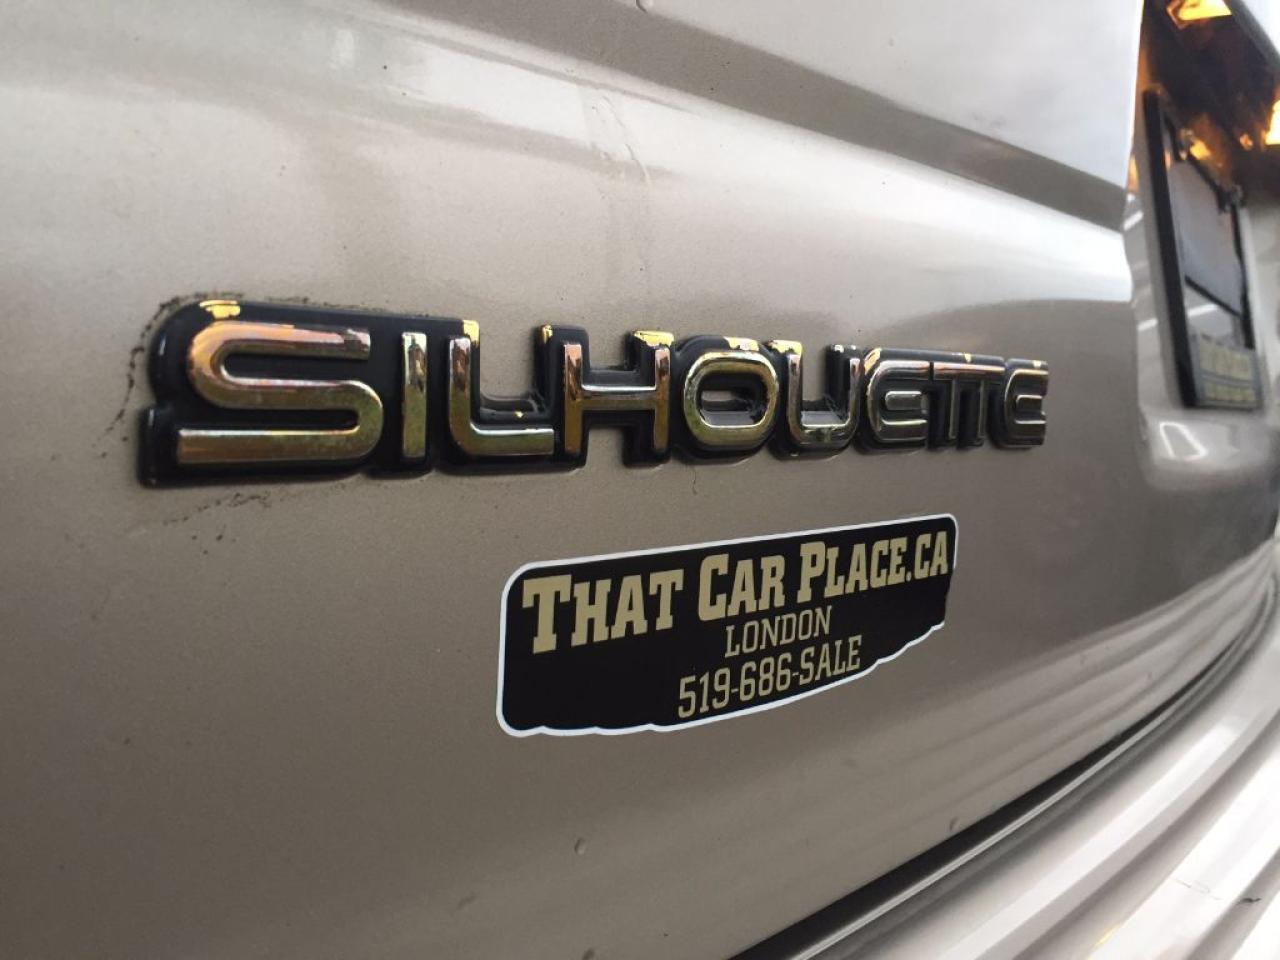 SILHOUETTE
THAT CAR PLACE.CA
LONDON
519-686-SALE